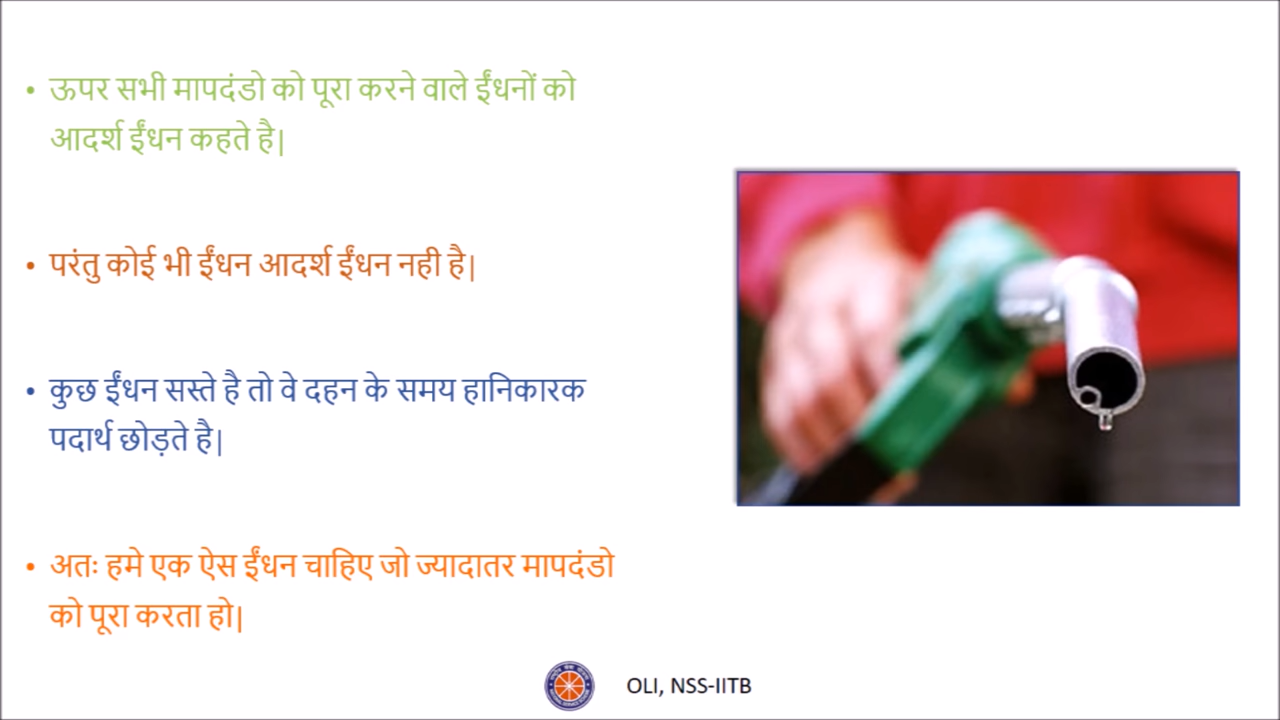 • ऊपर सभी मापदंडो को पूरा करने वाले ईंधनों को
आदर्श ईंधन कहते है|
• परंतु कोई भी ईंधन आदर्श ईंधन नही है|
• कुछ ईंधन सस्ते है तो वे दहन के समय हानिकारक
पदार्थ छोड़ते है|
• अतः हमे एक ऐस ईंधन चाहिए जो ज्यादातर मापदंडो
को पूरा करता हो|
OLI, NSS-IITB